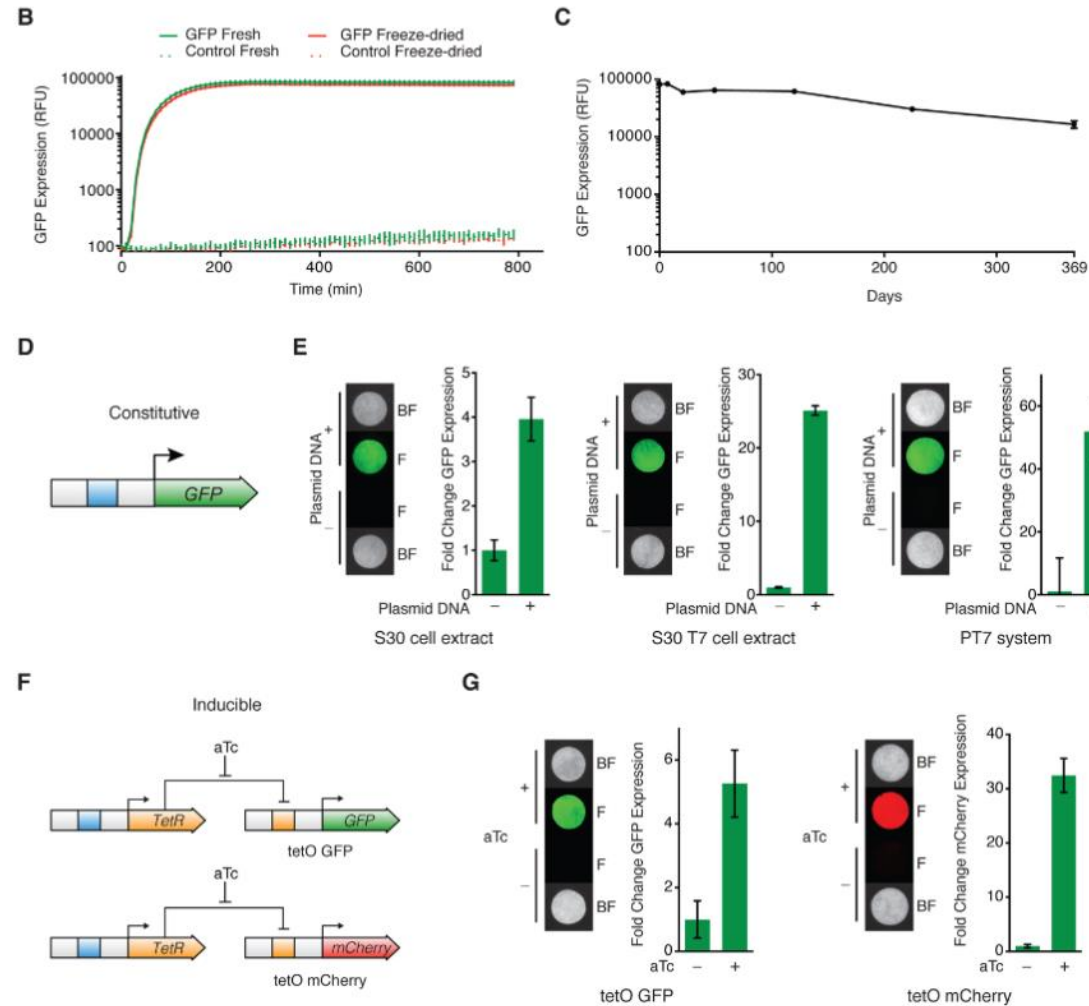 B
GFP Fresh
GFP Freeze-dried
Control Fresh
Control Freeze-dried
GFP Expression (RFU)
100000
10000
1000
100
0
200
400
600
800
Time (min)
C
GFP Expression (RFU)
100000
10000
1000
100
0
100
200
300
369
Days
D
Constitutive
GFP
E
Plasmid DNA
+
–
BF
F
F
BF
Fold Change GFP Expression
5
4
3
2
1
0
Plasmid DNA – +
S30 cell extract
Plasmid DNA
+
–
BF
F
F
BF
Fold Change GFP Expression
30
20
10
0
Plasmid DNA – +
S30 T7 cell extract
Plasmid DNA
+
–
BF
F
F
BF
Fold Change GFP Expression
60
40
20
0
Plasmid DNA –
PT7 system
F
Inducible
aTc
TetR
GFP
tetO GFP
aTc
TetR
mCherry
tetO mCherry
G
aTc
+
–
BF
F
F
BF
Fold Change GFP Expression
6
4
2
0
aTc – +
tetO GFP
aTc
+
–
BF
F
F
BF
Fold Change mCherry Expression
40
30
20
10
0
aTc – +
tetO mCherry